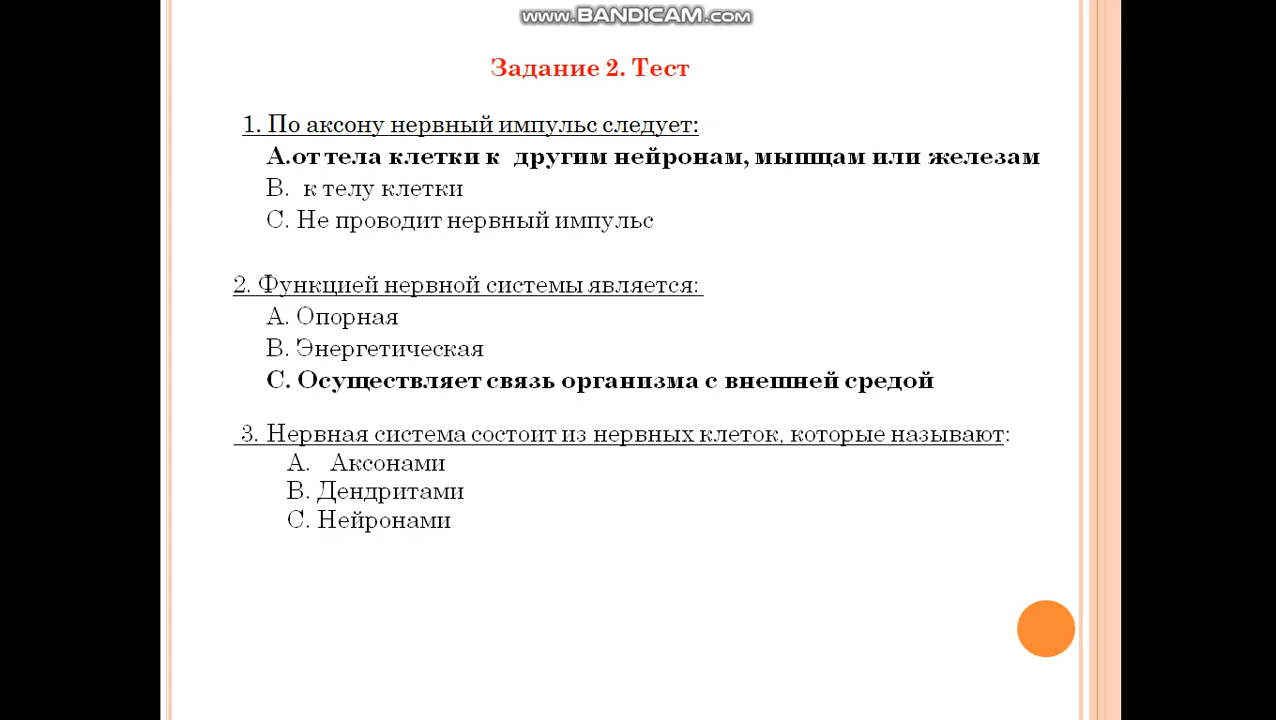 www.BANDICAM.com
Задание 2. Тест
1. По аксону нервный импульс следует:
А.от тела клетки к другим нейронам, мышцам или железам
В. к телу клетки
С. Не проводит нервный импульс
2. Функцией нервной системы является:
А. Опорная
В. Энергетическая
С. Осуществляет связь организма с внешней средой
3. Нервная система состоит из нервных клеток, которые называют:
А. Аксонами
В. Дендритами
С. Нейронами